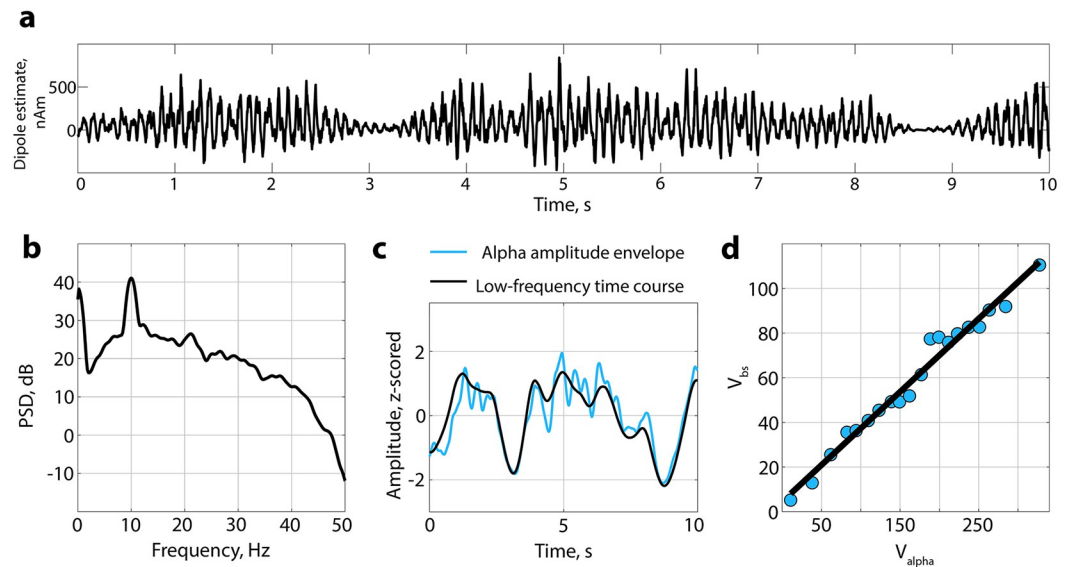 a
Dipole estimate,
nAm
500
0
0 1 2 3 4 5 6 7 8 9 10
Time, s
b
PSD, dB
40
30
20
10
0
-10
0 10 20 30 40 50
Frequency, Hz
c
Alpha amplitude envelope
Low-frequency time course
Amplitude, z-scored
2
0
-2
0 5 10
Time, s
d
Vbs
100
80
60
40
20
0
50 150 250
Valpha